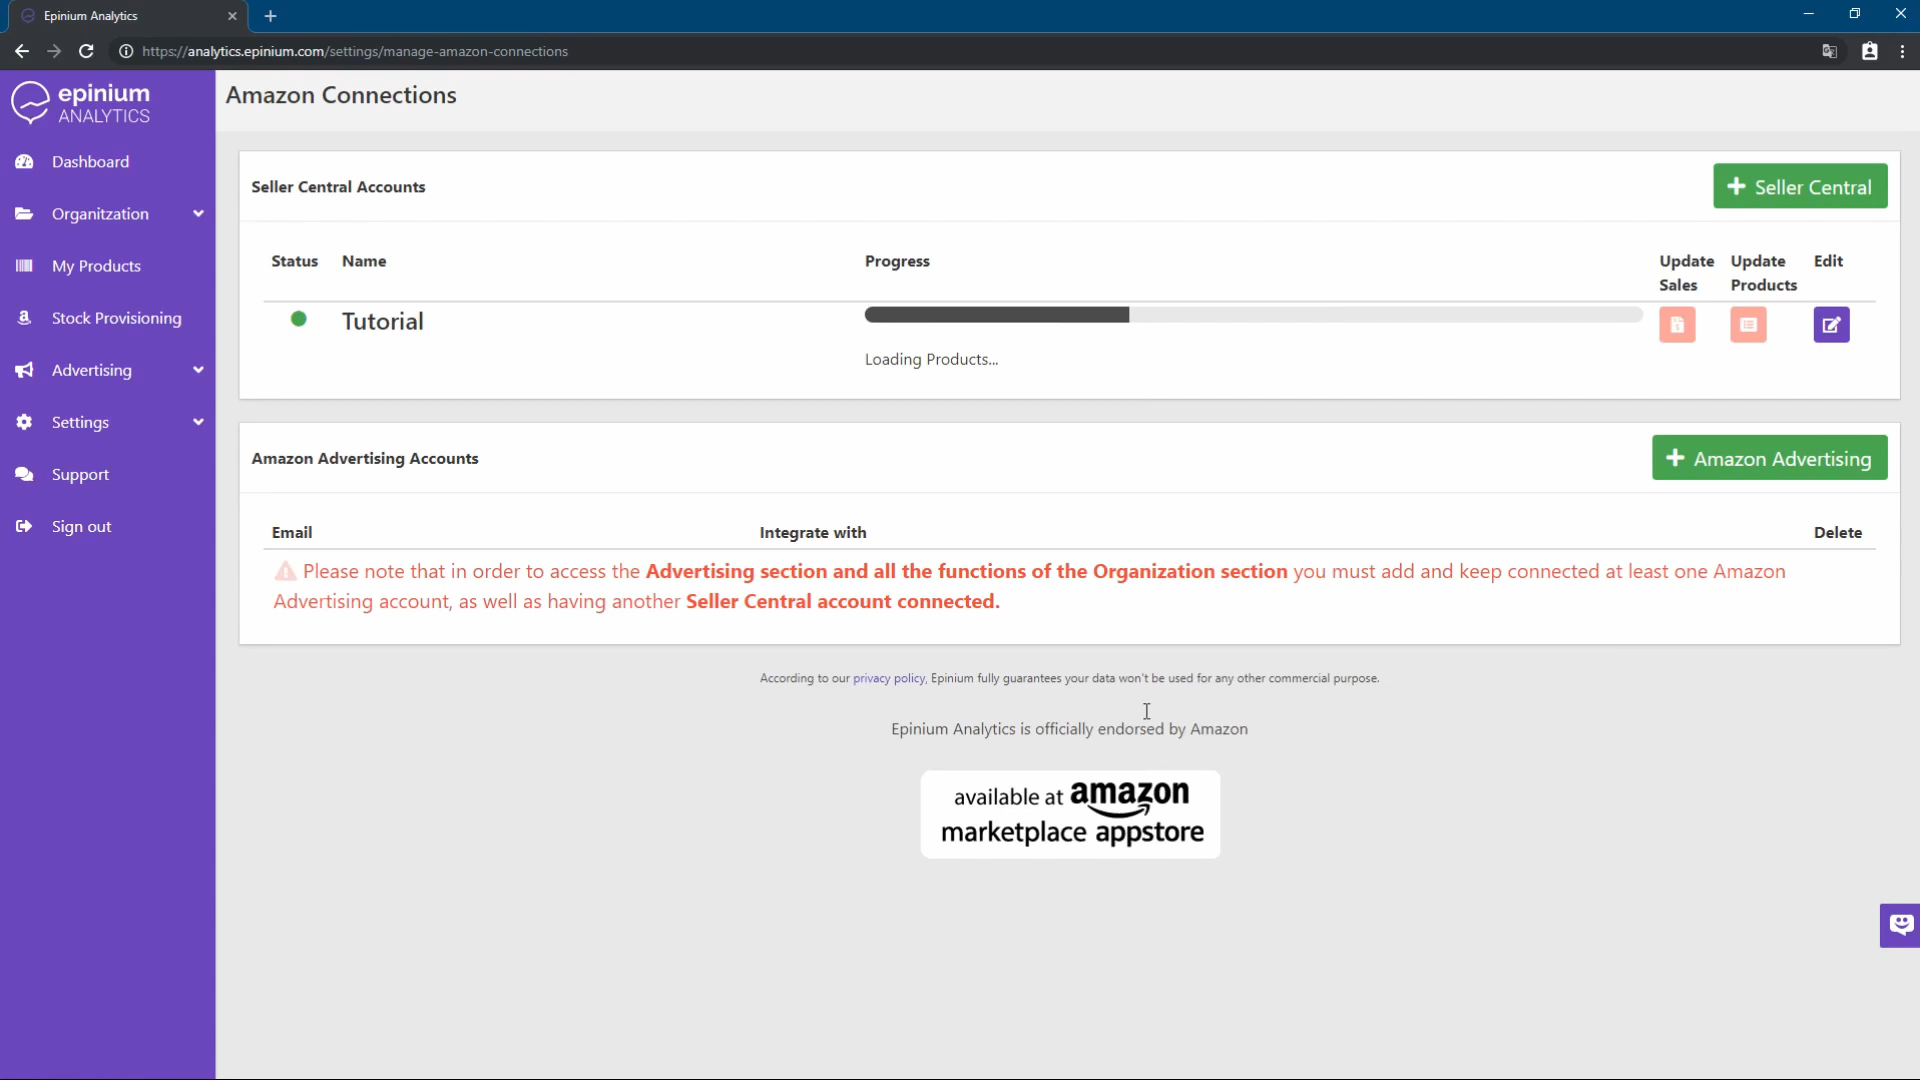 Epinium Analytics
https://analytics.epinium.com/settings/manage-amazon-connections
epinium
ANALYTICS
Dashboard
Organitzation
My Products
Stock Provisioning
Advertising
Settings
Support
Sign out
Amazon Connections
Seller Central Accounts
+ Seller Central
Status Name Progress Update Sales Update Products Edit
Tutorial
Loading Products...
Amazon Advertising Accounts
+ Amazon Advertising
Email Integrate with Delete
Please note that in order to access the Advertising section and all the functions of the Organization section you must add and keep connected at least one Amazon
Advertising account, as well as having another Seller Central account connected.
According to our privacy policy, Epinium fully guarantees your data won't be used for any other commercial purpose.
Epinium Analytics is officially endorsed by Amazon
available at amazon
marketplace appstore